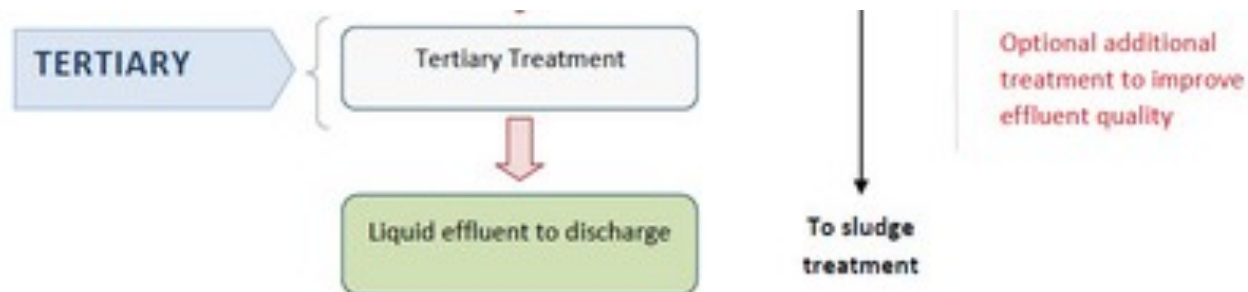 TERTIARY
Tertiary Treatment
Optional additional
treatment to improve
effluent quality
Liquid effluent to discharge
To sludge
treatment